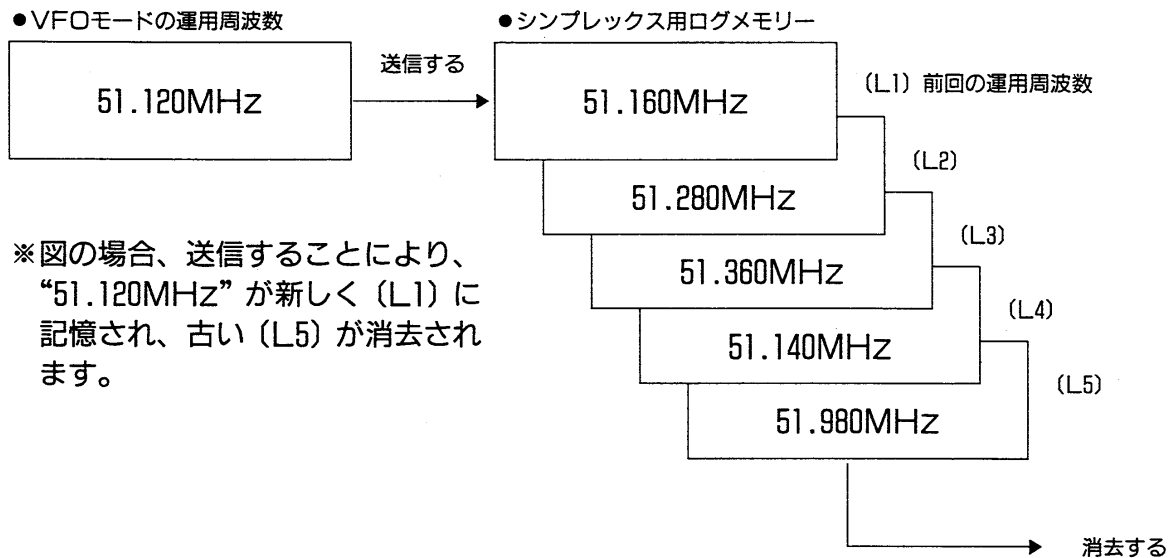 ●VFOモードの運用周波数
51.120MHz
送信する
●シンプレックス用ログメモリー
51.160MHz
(L1) 前回の運用周波数
51.280MHz
(L2)
51.360MHz
(L3)
51.140MHz
(L4)
51.980MHz
(L5)
消去する
※図の場合、送信することにより、
“51.120MHz”が新しく(L1)に
記憶され、古い(L5)が消去され
ます。